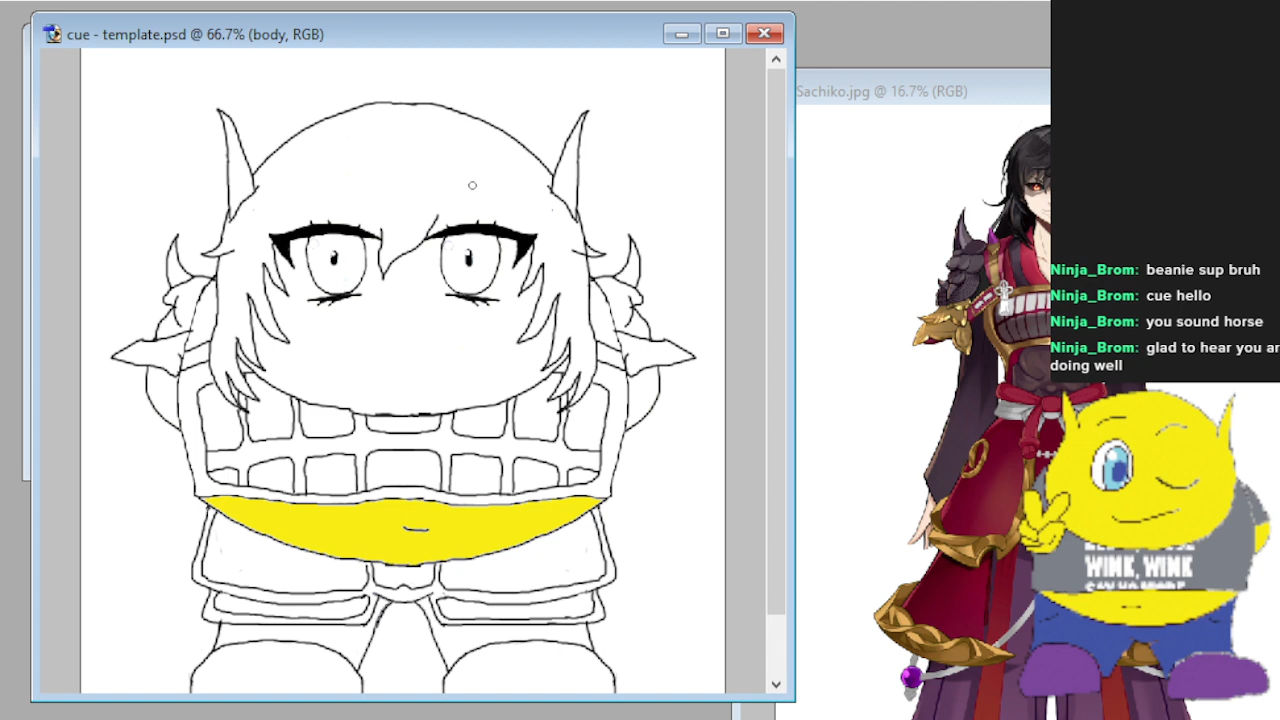 cue - template.psd @ 66.7% (body, RGB)
Sachiko.jpg @ 16.7% (RGB)
Ninja_Brom: beanie sup bruh
Ninja_Brom: cue hello
Ninja_Brom: you sound horse
Ninja_Brom: glad to hear you ar
doing well
WINK, WINK